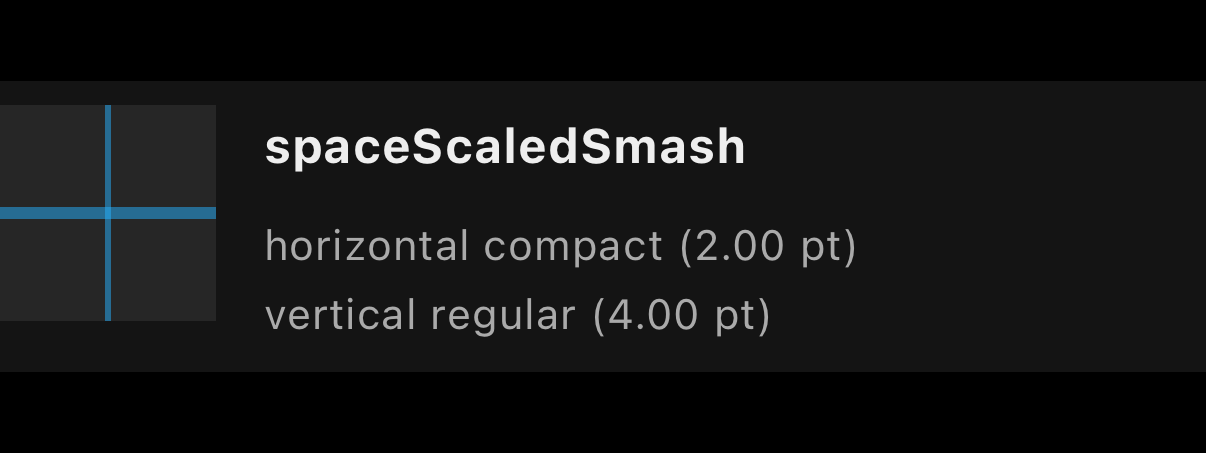 spaceScaledSmash
horizontal compact (2.00 pt)
vertical regular (4.00 pt)